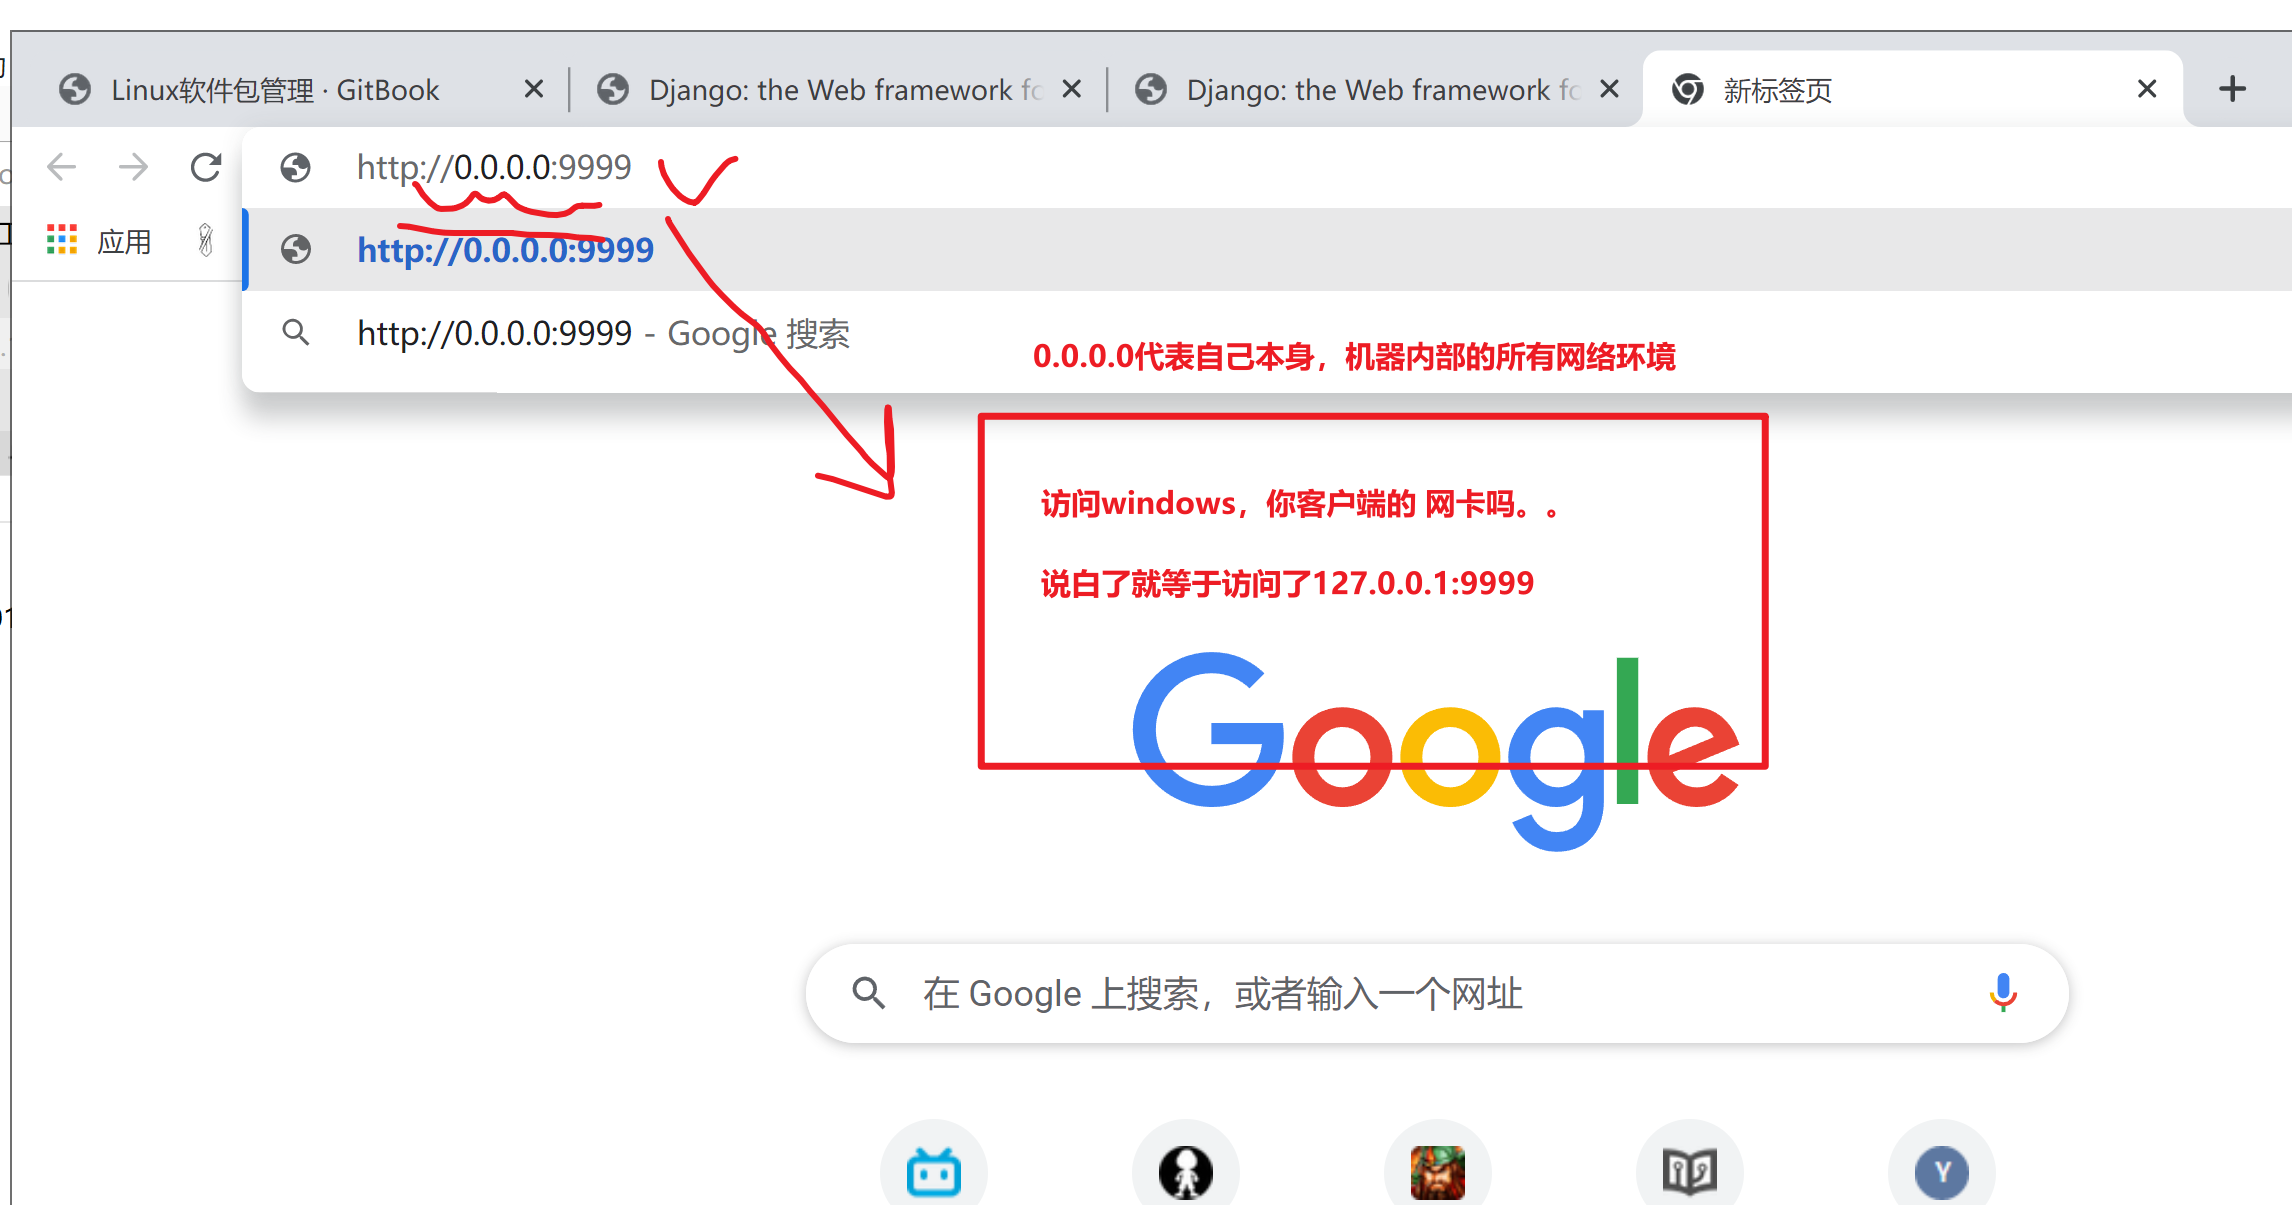 Linux软件包管理 · GitBook
Django: the Web framework fo
Django: the Web framework fo
新标签页
http://0.0.0.0:9999
应用
http://0.0.0.0:9999
http://0.0.0.0:9999 - Google 搜索
0.0.0.0代表自己本身，机器内部的所有网络环境
访问windows，你客户端的 网卡吗。。
说白了就等于访问了127.0.0.1:9999
Google
在 Google 上搜索，或者输入一个网址
Y